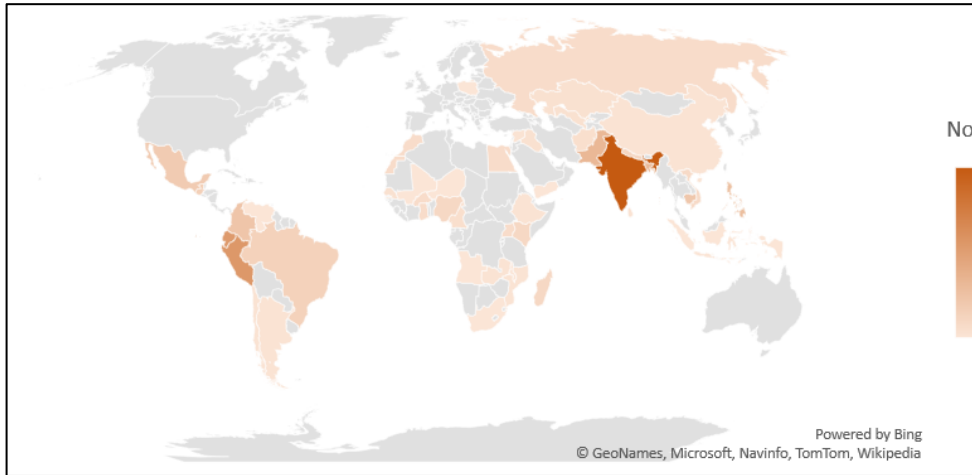 No
Powered by Bing
© GeoNames, Microsoft, Navinfo, TomTom, Wikipedia